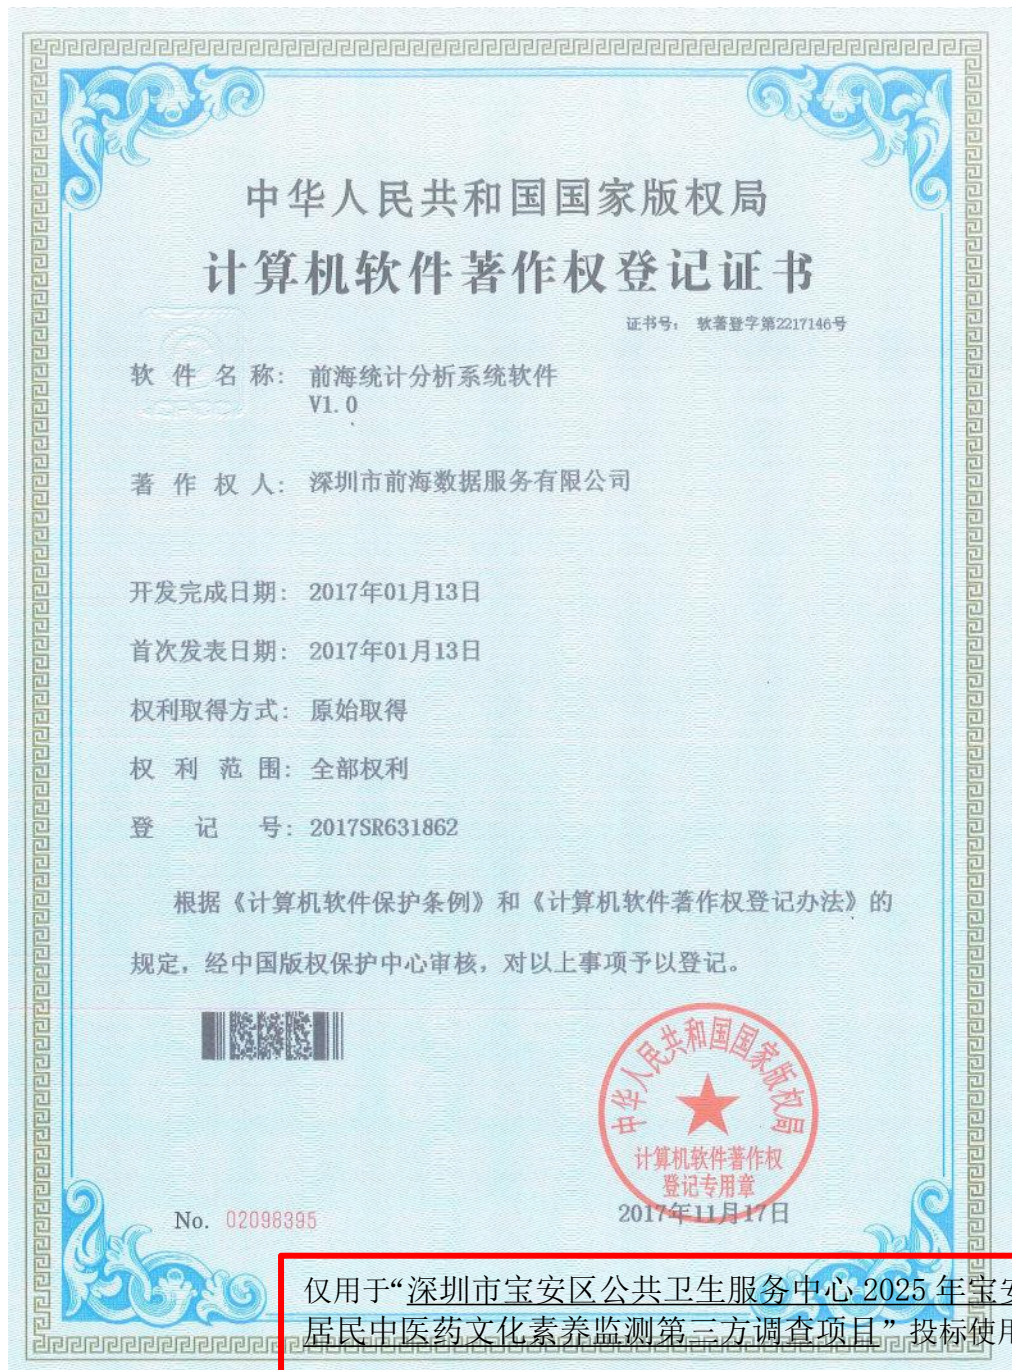 中华人民共和国国家版权局
计算机软件著作权登记证书
证书号： 软著登字第2217146号
软 件 名 称： 前海统计分析系统软件
V1.0
著 作 权 人： 深圳市前海数据服务有限公司
开发完成日期： 2017年01月13日
首次发表日期： 2017年01月13日
权利取得方式： 原始取得
权 利 范 围： 全部权利
登 记 号： 2017SR631862
根据《计算机软件保护条例》和《计算机软件著作权登记办法》的
规定，经中国版权保护中心审核，对以上事项予以登记。
中华人民共和国国家版权局
计算机软件著作权
登记专用章
2017年11月17日
No. 02098395
仅用于“深圳市宝安区公共卫生服务中心 2025 年宝安
居民中医药文化素养监测第三方调查项目”投标使用